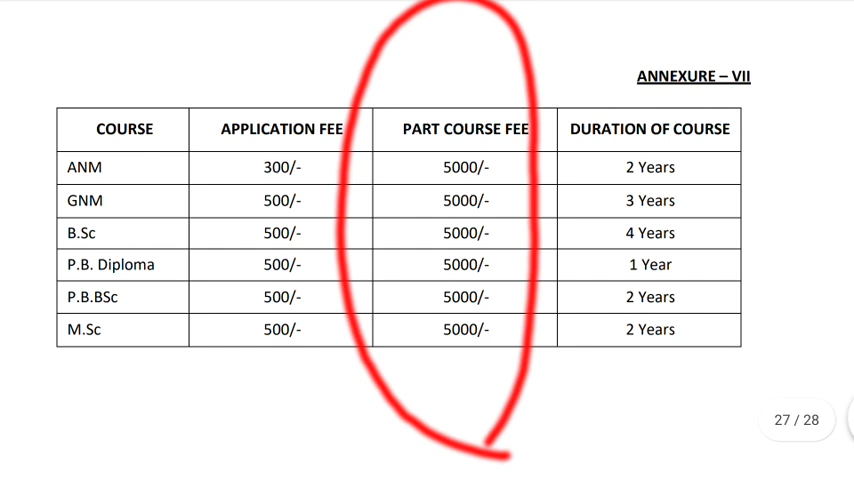 ANNEXURE – VII
COURSE APPLICATION FEE PART COURSE FEE DURATION OF COURSE
ANM 300/- 5000/- 2 Years
GNM 500/- 5000/- 3 Years
B.Sc 500/- 5000/- 4 Years
P.B. Diploma 500/- 5000/- 1 Year
P.B.BSc 500/- 5000/- 2 Years
M.Sc 500/- 5000/- 2 Years
27 / 28